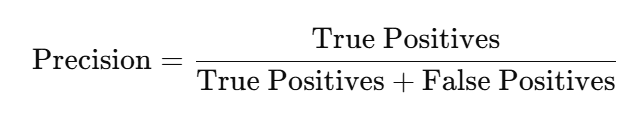 Precision = True Positives / True Positives + False Positives